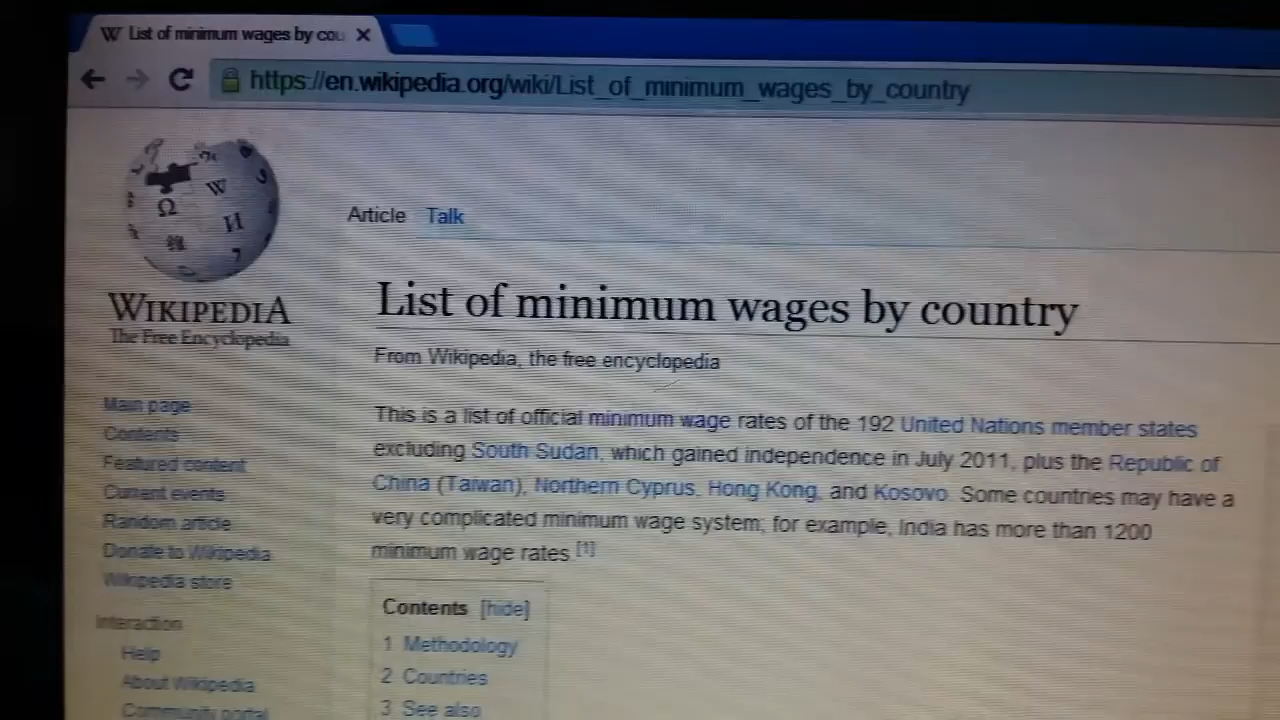 List of minimum wages by cou
https://en.wikipedia.org/wiki/List_of_minimum_wages_by_country
Article Talk
WIKIPEDIA
The Free Encyclopedia
List of minimum wages by country
From Wikipedia, the free encyclopedia
Main page
Contents
Featured content
Current events
Random article
Donate to Wikipedia
Wikipedia store
Interaction
Help
About Wikipedia
Community portal
This is a list of official minimum wage rates of the 192 United Nations member states
excluding South Sudan, which gained independence in July 2011, plus the Republic of
China (Taiwan), Northern Cyprus, Hong Kong, and Kosovo. Some countries may have a
very complicated minimum wage system; for example, India has more than 1200
minimum wage rates.[1]
Contents [hide]
1 Methodology
2 Countries
3 See also